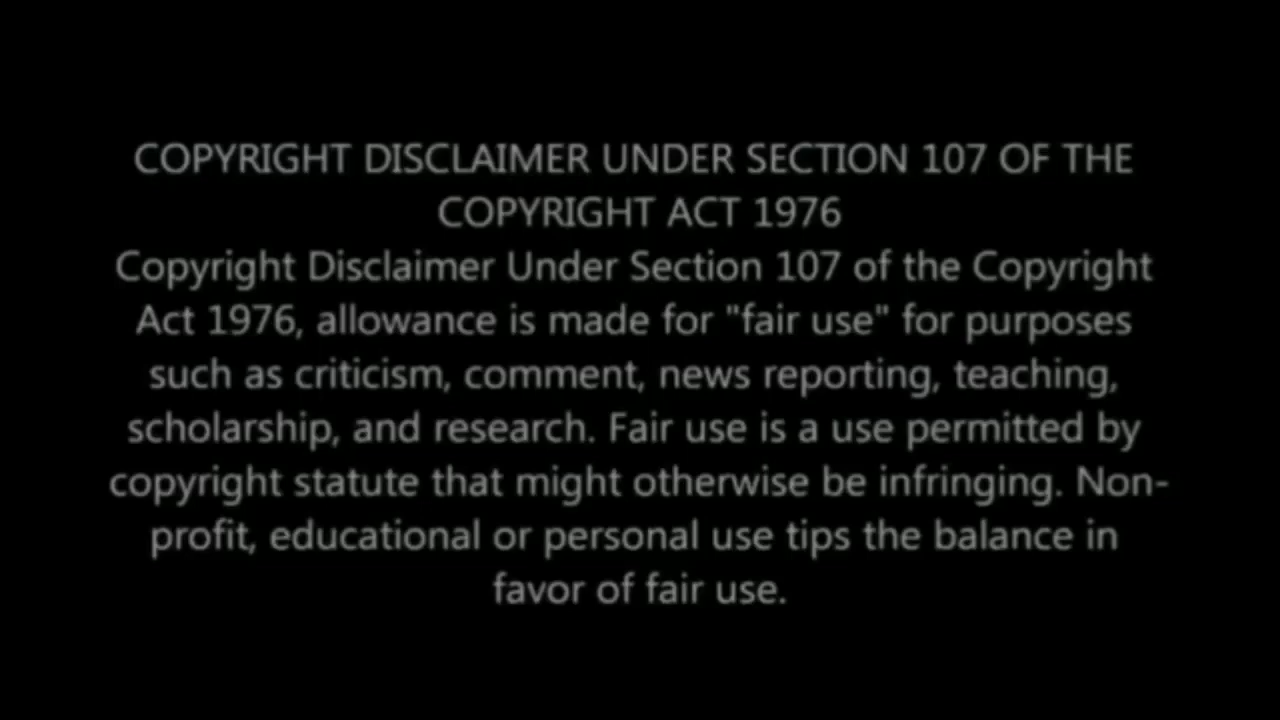 COPYRIGHT DISCLAIMER UNDER SECTION 107 OF THE
COPYRIGHT ACT 1976
Copyright Disclaimer Under Section 107 of the Copyright
Act 1976, allowance is made for "fair use" for purposes
such as criticism, comment, news reporting, teaching,
scholarship, and research. Fair use is a use permitted by
copyright statute that might otherwise be infringing. Non-
profit, educational or personal use tips the balance in
favor of fair use.